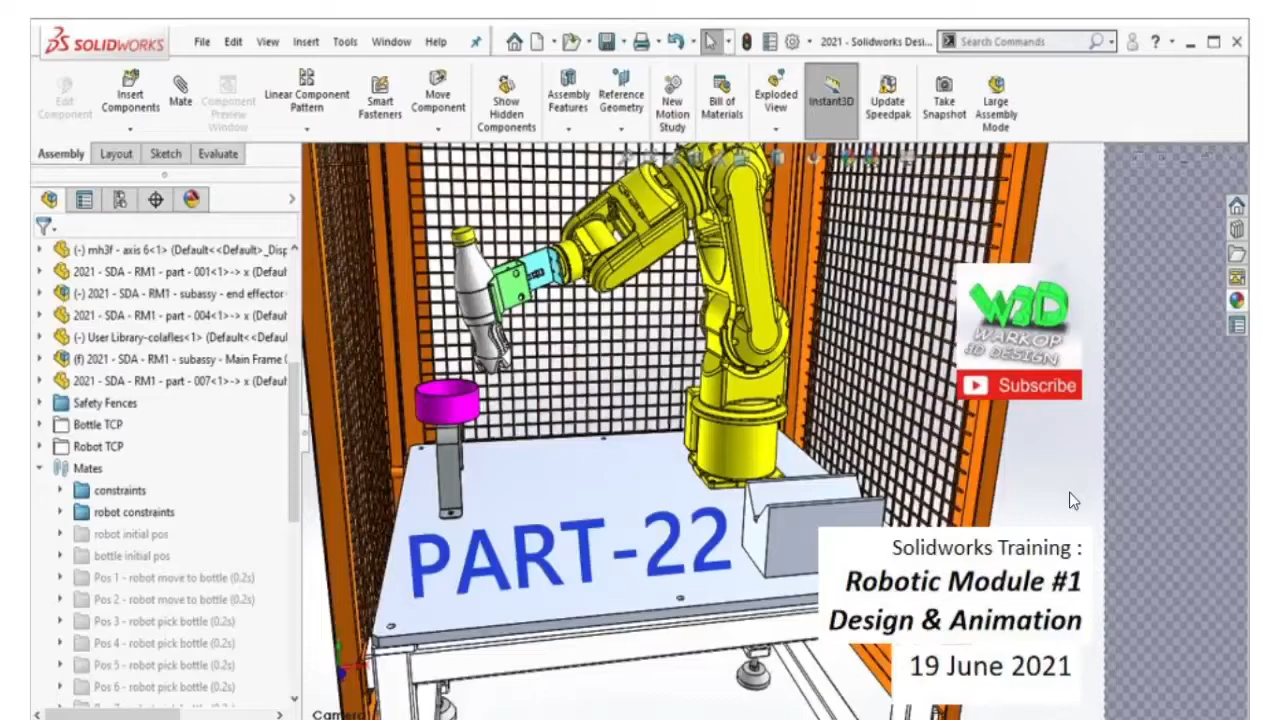 SOLIDWORKS
File Edit View Insert Tools Window Help
2021 - Solidworks Desi...
Search Commands
?
Edit Component
Insert Components
Mate
Component Preview Window
Linear Component Pattern
Smart Fasteners
Move Component
Show Hidden Components
Assembly Features
Reference Geometry
New Motion Study
Bill of Materials
Exploded View
Instant3D
Update Speedpak
Take Snapshot
Large Assembly Mode
Assembly Layout Sketch Evaluate
(-) mh3f - axis 6<1> (Default<<Default>_Disp
2021 - SDA - RM1 - part - 001<1>-> x (Defaul
(-) 2021 - SDA - RM1 - subassy - end effector
2021 - SDA - RM1 - part - 004<1>-> x (Defaul
(-) User Library-colafles<1> (Default<<Defau
(f) 2021 - SDA - RM1 - subassy - Main Frame (
2021 - SDA - RM1 - part - 007<1>-> x (Defaul
Safety Fences
Bottle TCP
Robot TCP
Mates
constraints
robot constraints
robot initial pos
bottle initial pos
Pos 1 - robot move to bottle (0.2s)
Pos 2 - robot move to bottle (0.2s)
Pos 3 - robot pick bottle (0.2s)
Pos 4 - robot pick bottle (0.2s)
Pos 5 - robot pick bottle (0.2s)
Pos 6 - robot pick bottle (0.2s)
W3D
WARKOP
3D DESIGN
Subscribe
PART-22
Solidworks Training :
Robotic Module #1
Design & Animation
19 June 2021
Camera